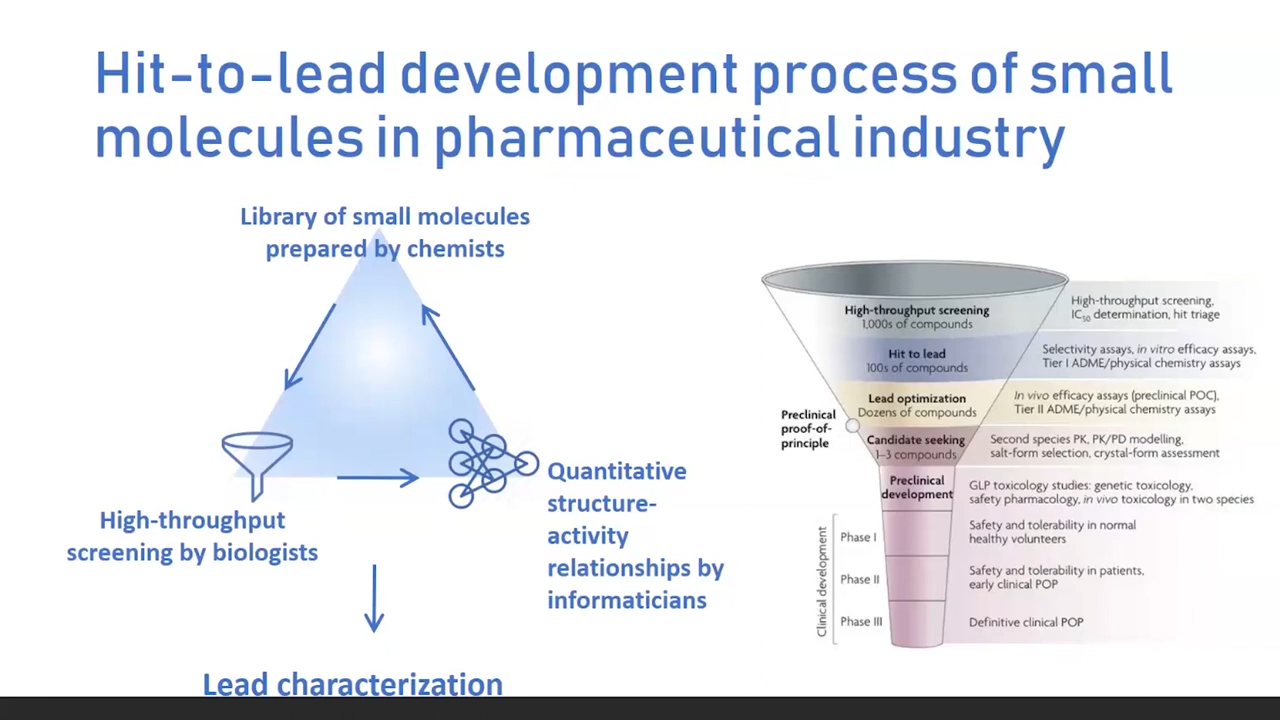 Hit-to-lead development process of small
molecules in pharmaceutical industry
Library of small molecules
prepared by chemists
High-throughput
screening by biologists
Quantitative
structure-
activity
relationships by
informaticians
Lead characterization
High-throughput screening
1,000s of compounds
High-throughput screening,
IC50 determination, hit triage
Hit to lead
100s of compounds
Selectivity assays, in vitro efficacy assays,
Tier I ADME/physical chemistry assays
Lead optimization
Dozens of compounds
In vivo efficacy assays (preclinical POC),
Tier II ADME/physical chemistry assays
Preclinical
proof-of-
principle
Candidate seeking
1–3 compounds
Second species PK, PK/PD modelling,
salt-form selection, crystal-form assessment
Preclinical
development
GLP toxicology studies: genetic toxicology,
safety pharmacology, in vivo toxicology in two species
Clinical development
Phase I
Safety and tolerability in normal
healthy volunteers
Phase II
Safety and tolerability in patients,
early clinical POP
Phase III
Definitive clinical POP